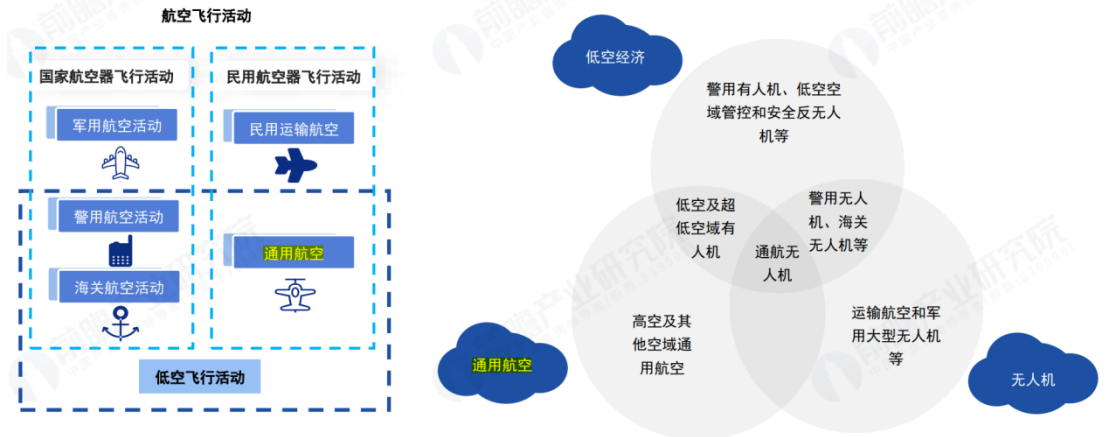 航空飞行活动
国家航空器飞行活动
民用航空器飞行活动
军用航空活动
民用运输航空
警用航空活动
通用航空
海关航空活动
低空飞行活动
低空经济
警用有人机、低空空
域管控和安全反无人
机等
低空及超
低空域有
人机
警用无人
机、海关
无人机等
通航无
人机
高空及其
他空域通
用航空
运输航空和军
用大型无人机
等
通用航空
无人机
前瞻产业研究院